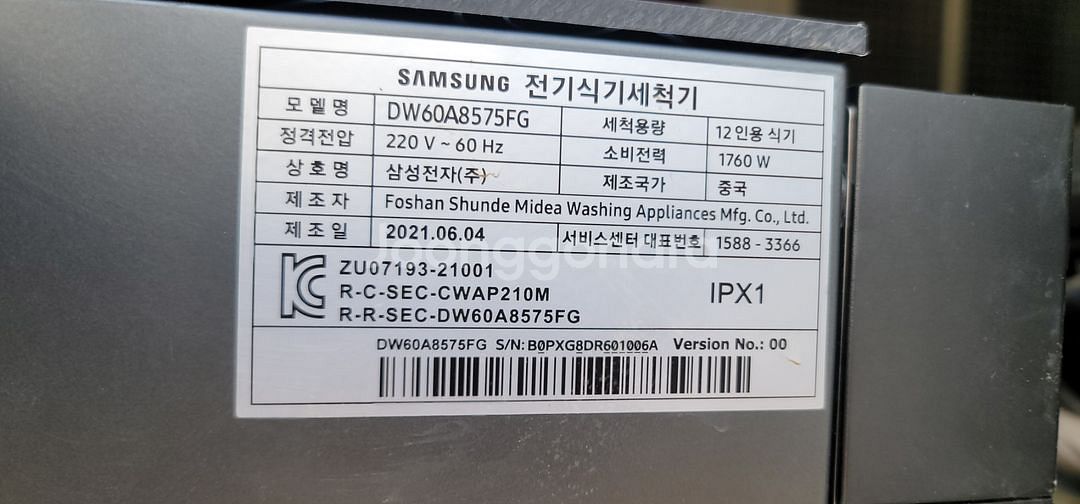 SAMSUNG 전기식기세척기
모델명 DW60A8575FG 세척용량 12인용 식기
정격전압 220 V ~ 60 Hz 소비전력 1760 W
상호명 삼성전자(주) 제조국가 중국
제조자 Foshan Shunde Midea Washing Appliances Mfg. Co., Ltd.
제조일 2021.06.04 서비스센터 대표번호 1588 - 3366
joonggonara
ZU07193-21001
R-C-SEC-CWAP210M
IPX1
R-R-SEC-DW60A8575FG
DW60A8575FG S/N: B0PXG8DR601006A Version No.: 00